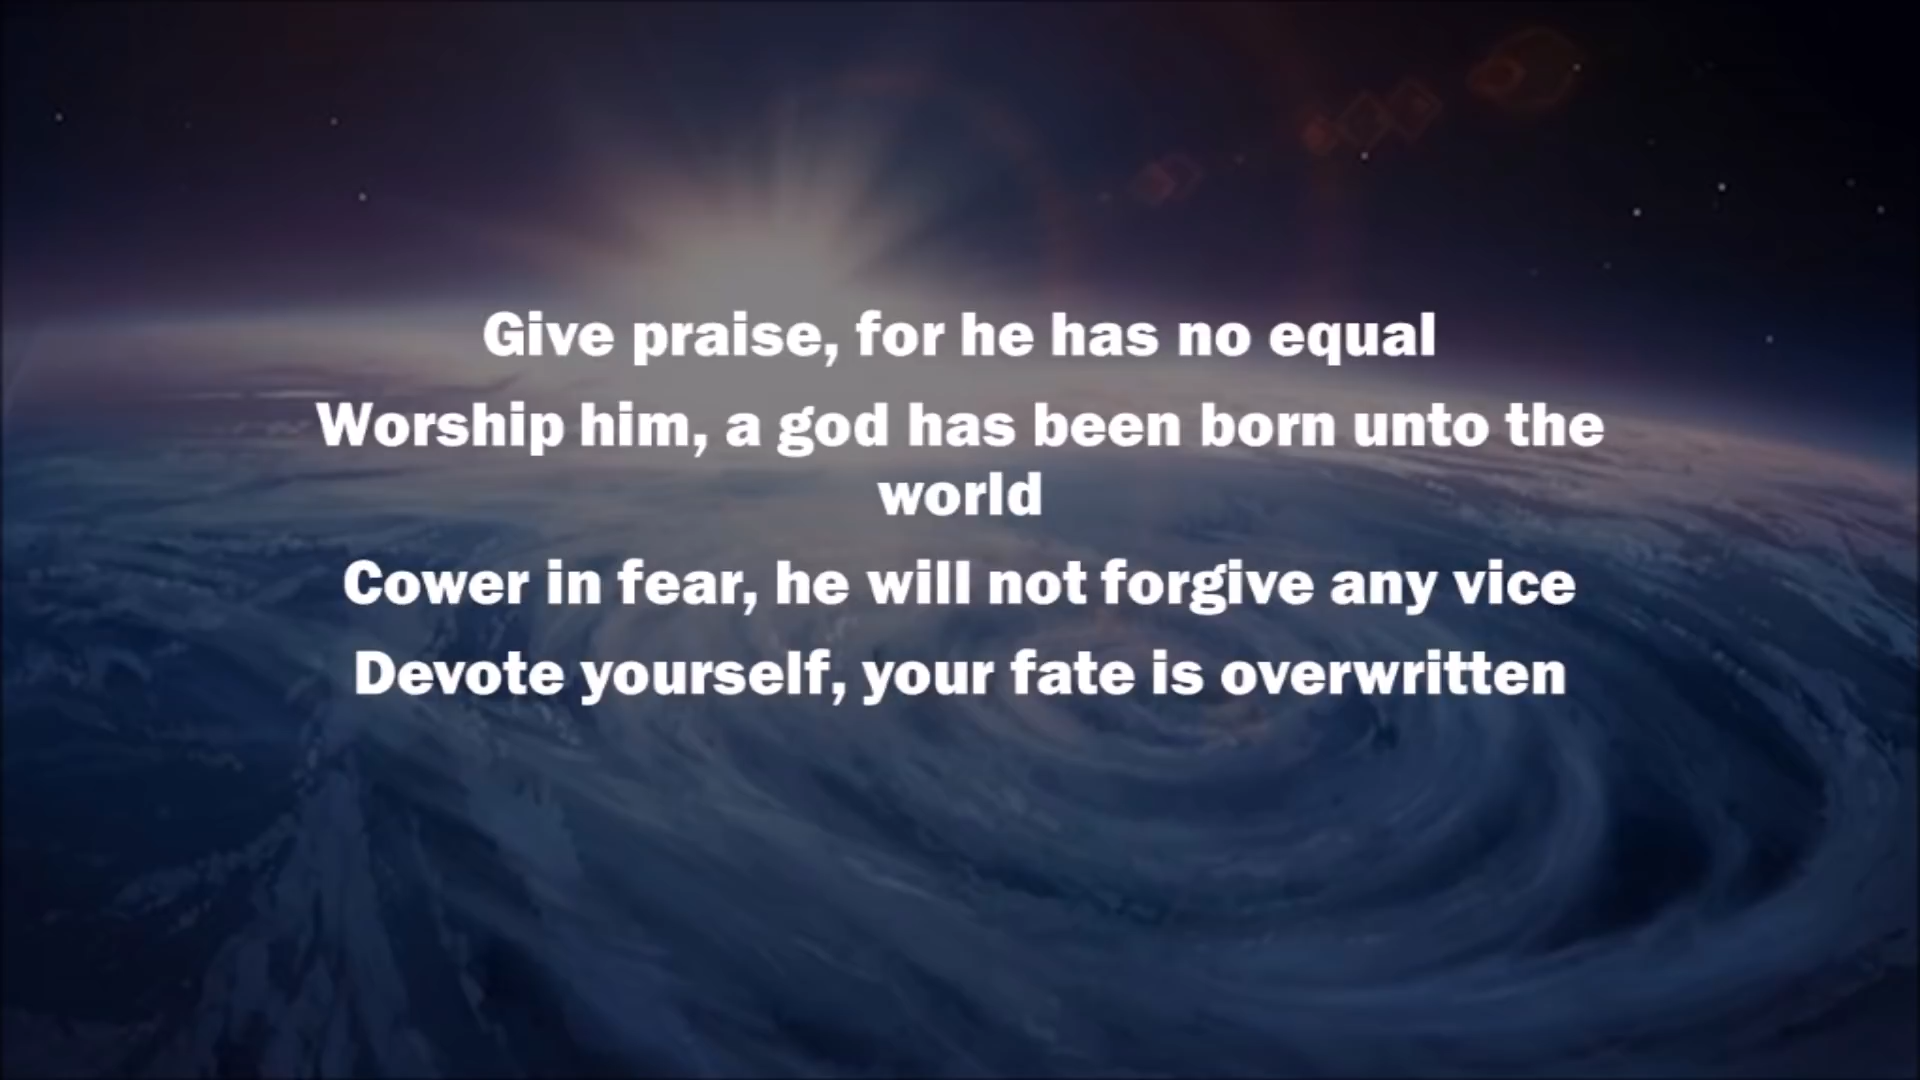 Give praise, for he has no equal
Worship him, a god has been born unto the
world
Cower in fear, he will not forgive any vice
Devote yourself, your fate is overwritten